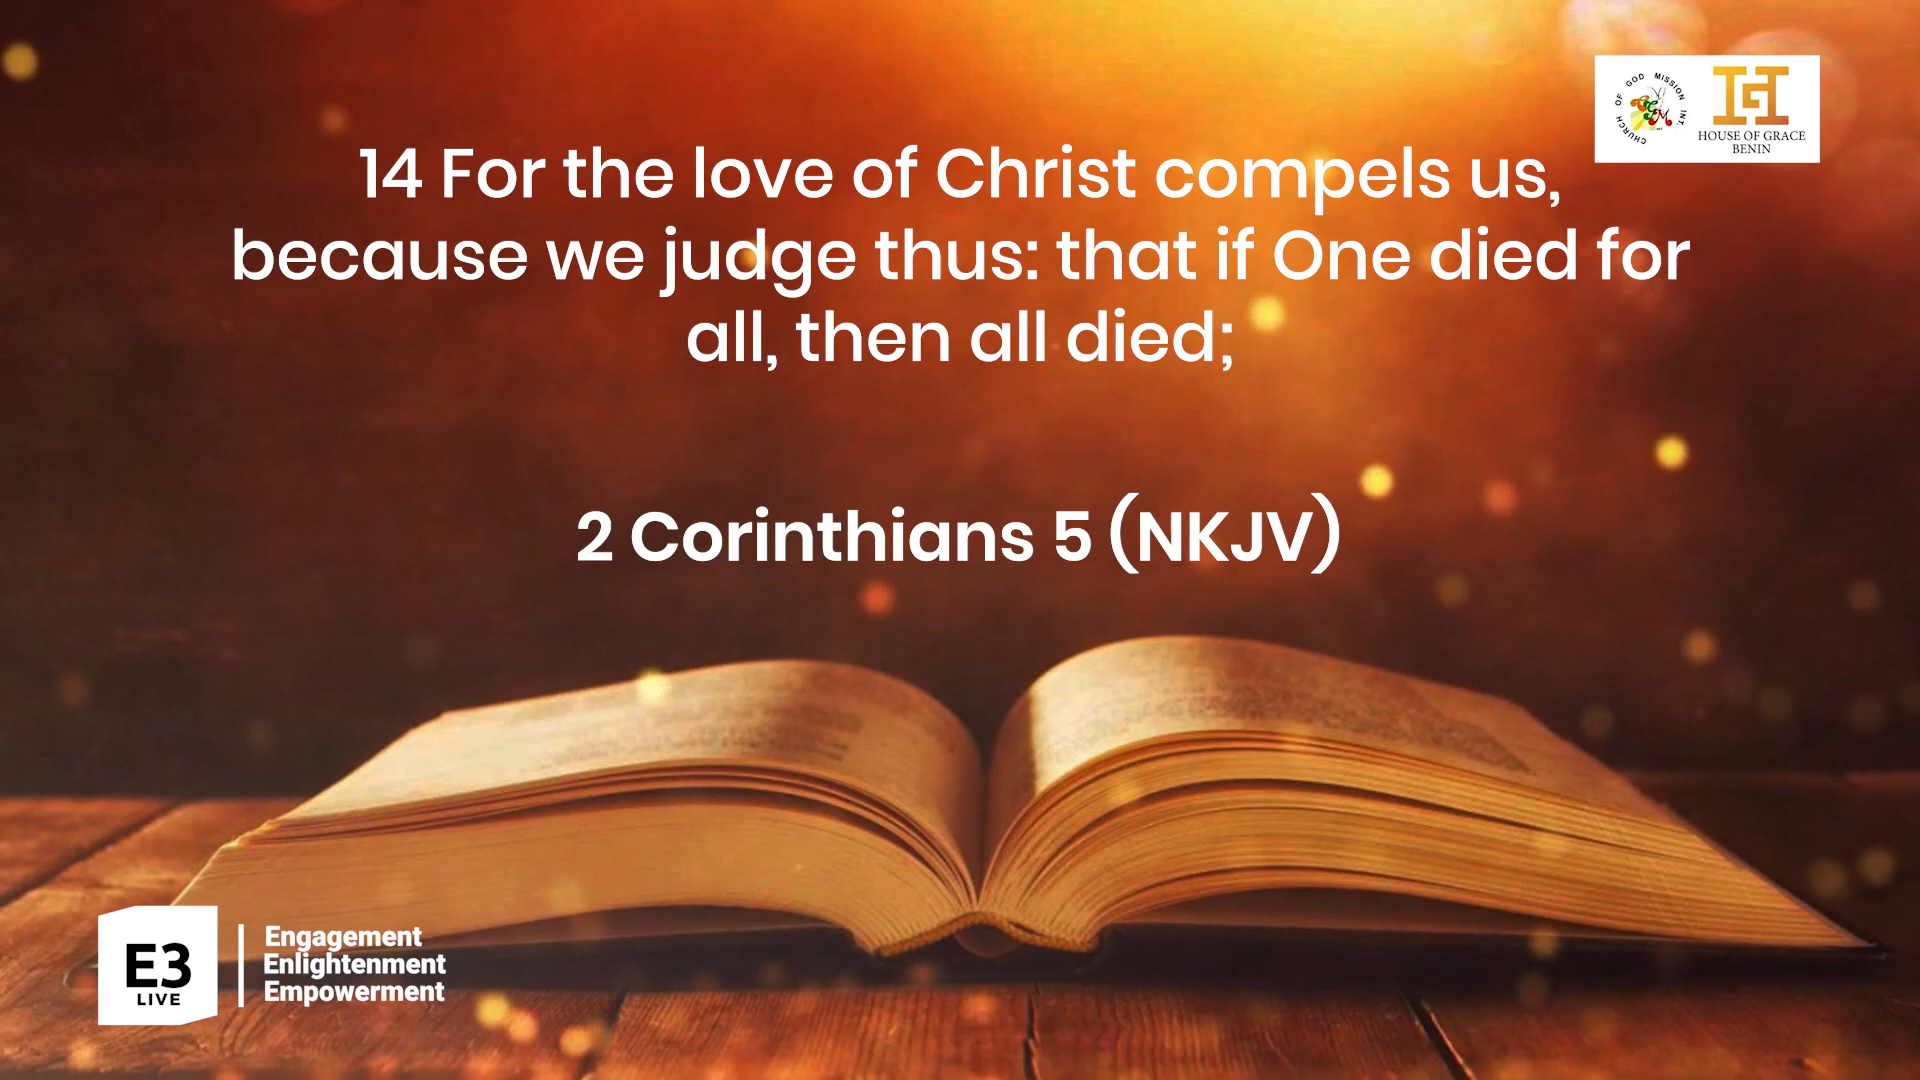 CHURCH OF GOD MISSION INT.
HOUSE OF GRACE
BENIN
14 For the love of Christ compels us,
because we judge thus: that if One died for
all, then all died;
2 Corinthians 5 (NKJV)
E3
LIVE
Engagement
Enlightenment
Empowerment